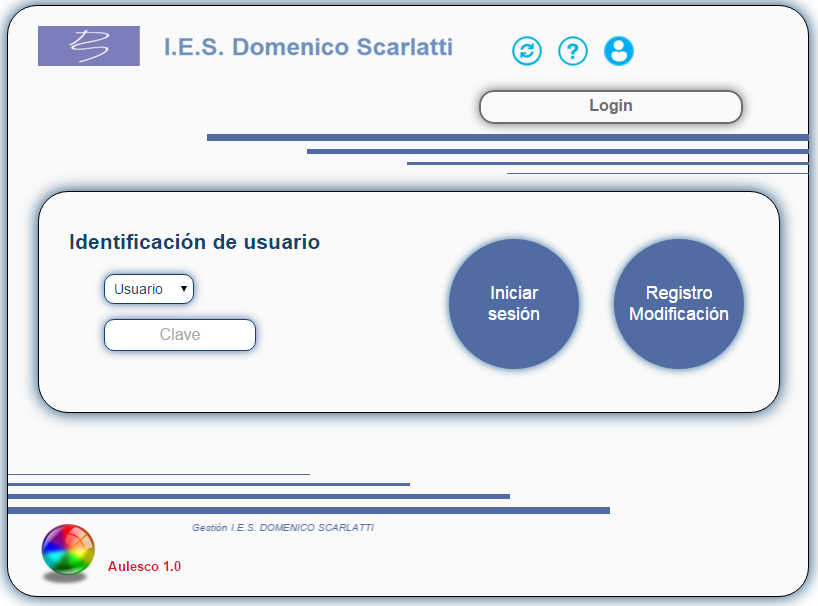 I.E.S. Domenico Scarlatti
Login
Identificación de usuario
Usuario
Clave
Iniciar
sesión
Registro
Modificación
Gestión I.E.S. DOMENICO SCARLATTI
Aulesco 1.0